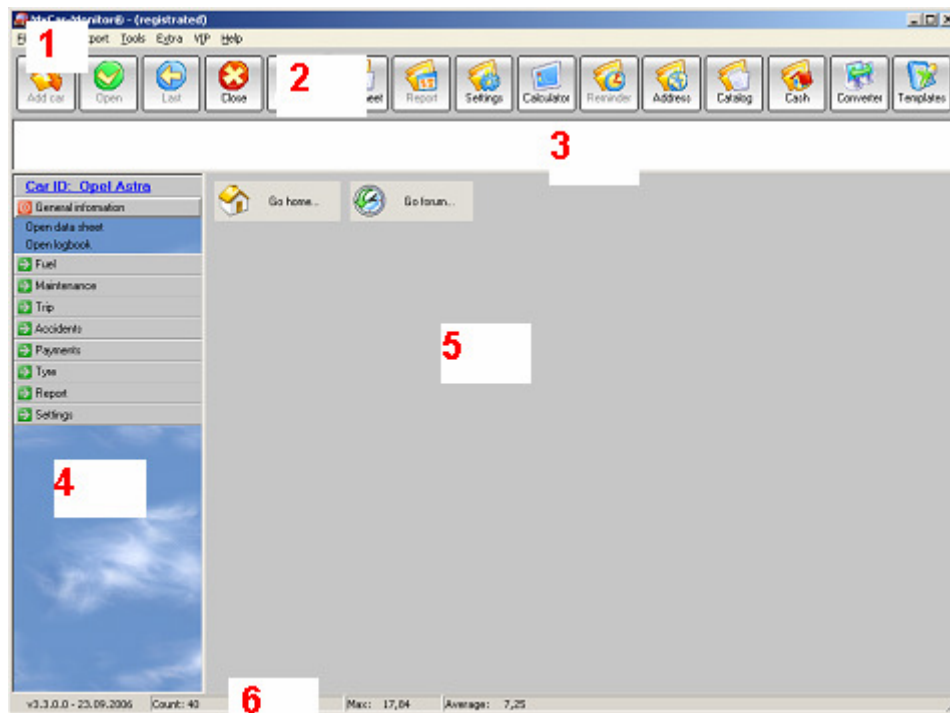 MyCar-Monitor® - (registrated)
1
Tools Extra VIP Help
Add car Open Last Close 2 Report Settings Calculator Reminder Address Catalog Cash Converter Templates
3
Car ID: Opel Astra
General information
Open data sheet
Open logbook
Fuel
Maintenance
Trip
Accidents
Payments
Tyre
Report
Settings
Go home... Go forum...
5
4
v3.3.0.0 - 23.09.2006 Count: 40 6 Max: 17,04 Average: 7,25